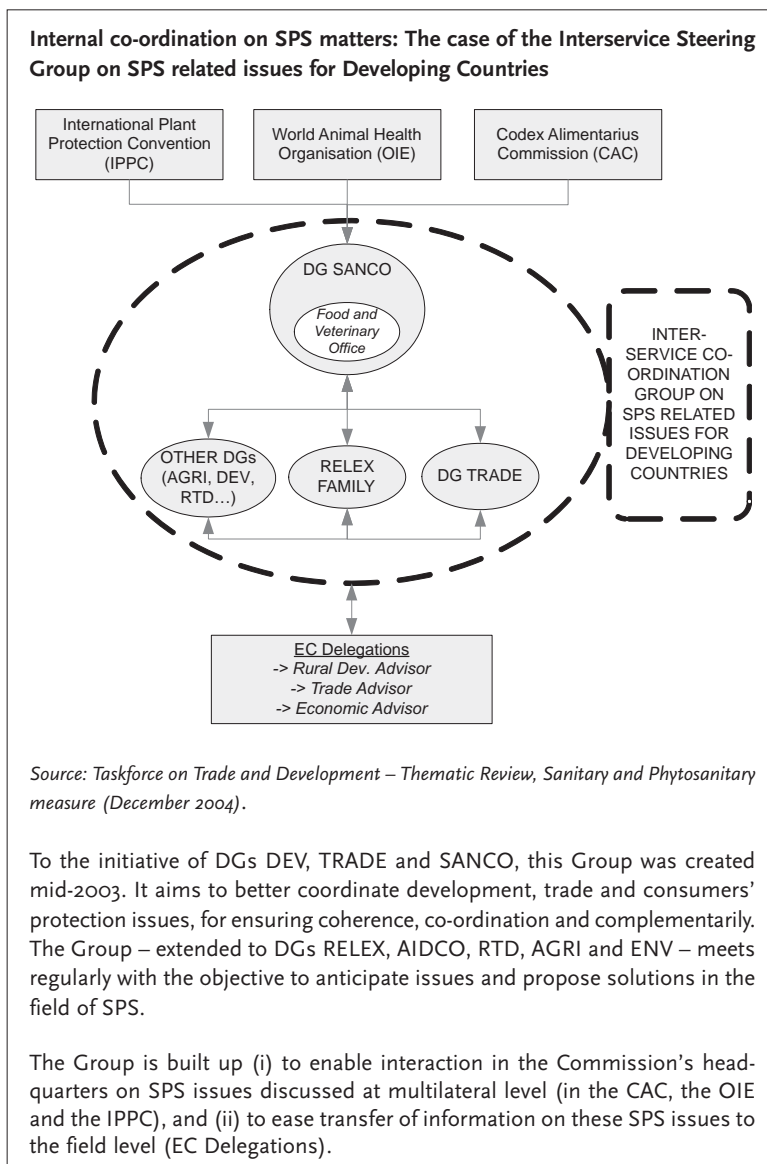 Internal co-ordination on SPS matters: The case of the Interservice Steering
Group on SPS related issues for Developing Countries
International Plant
Protection Convention
(IPPC)
World Animal Health
Organisation (OIE)
Codex Alimentarius
Commission (CAC)
DG SANCO
Food and
Veterinary
Office
INTER-
SERVICE CO-
ORDINATION
GROUP ON
SPS RELATED
ISSUES FOR
DEVELOPING
COUNTRIES
OTHER DGs
(AGRI, DEV,
RTD…)
RELEX
FAMILY
DG TRADE
EC Delegations
-> Rural Dev. Advisor
-> Trade Advisor
-> Economic Advisor
Source: Taskforce on Trade and Development – Thematic Review, Sanitary and Phytosanitary
measure (December 2004).
To the initiative of DGs DEV, TRADE and SANCO, this Group was created
mid-2003. It aims to better coordinate development, trade and consumers’
protection issues, for ensuring coherence, co-ordination and complementarily.
The Group – extended to DGs RELEX, AIDCO, RTD, AGRI and ENV – meets
regularly with the objective to anticipate issues and propose solutions in the
field of SPS.
The Group is built up (i) to enable interaction in the Commission’s head-
quarters on SPS issues discussed at multilateral level (in the CAC, the OIE
and the IPPC), and (ii) to ease transfer of information on these SPS issues to
the field level (EC Delegations).